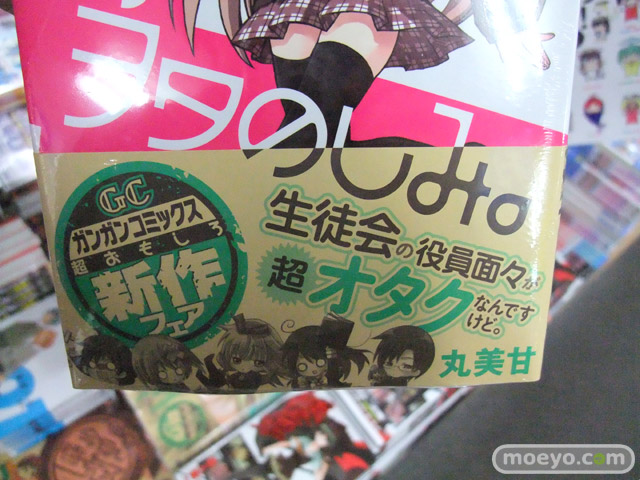 ヲタのしみ。
GC
ガンガンコミックス
超おもしろ
新作
フェア
生徒会の役員面々が
超オタクなんですけど。
丸美甘
moeyo.com